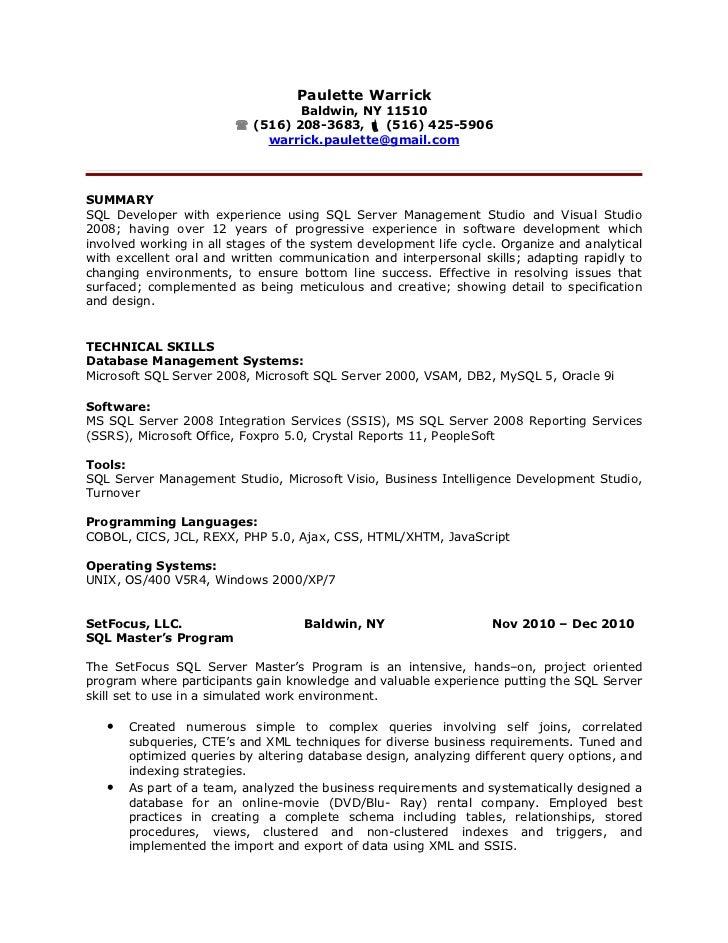 Paulette Warrick
Baldwin, NY 11510
☎ (516) 208-3683, (516) 425-5906
warrick.paulette@gmail.com
SUMMARY
SQL Developer with experience using SQL Server Management Studio and Visual Studio
2008; having over 12 years of progressive experience in software development which
involved working in all stages of the system development life cycle. Organize and analytical
with excellent oral and written communication and interpersonal skills; adapting rapidly to
changing environments, to ensure bottom line success. Effective in resolving issues that
surfaced; complemented as being meticulous and creative; showing detail to specification
and design.
TECHNICAL SKILLS
Database Management Systems:
Microsoft SQL Server 2008, Microsoft SQL Server 2000, VSAM, DB2, MySQL 5, Oracle 9i
Software:
MS SQL Server 2008 Integration Services (SSIS), MS SQL Server 2008 Reporting Services
(SSRS), Microsoft Office, Foxpro 5.0, Crystal Reports 11, PeopleSoft
Tools:
SQL Server Management Studio, Microsoft Visio, Business Intelligence Development Studio,
Turnover
Programming Languages:
COBOL, CICS, JCL, REXX, PHP 5.0, Ajax, CSS, HTML/XHTM, JavaScript
Operating Systems:
UNIX, OS/400 V5R4, Windows 2000/XP/7
SetFocus, LLC. Baldwin, NY Nov 2010 – Dec 2010
SQL Master's Program
The SetFocus SQL Server Master's Program is an intensive, hands–on, project oriented
program where participants gain knowledge and valuable experience putting the SQL Server
skill set to use in a simulated work environment.
• Created numerous simple to complex queries involving self joins, correlated
subqueries, CTE's and XML techniques for diverse business requirements. Tuned and
optimized queries by altering database design, analyzing different query options, and
indexing strategies.
• As part of a team, analyzed the business requirements and systematically designed a
database for an online-movie (DVD/Blu- Ray) rental company. Employed best
practices in creating a complete schema including tables, relationships, stored
procedures, views, clustered and non-clustered indexes and triggers, and
implemented the import and export of data using XML and SSIS.